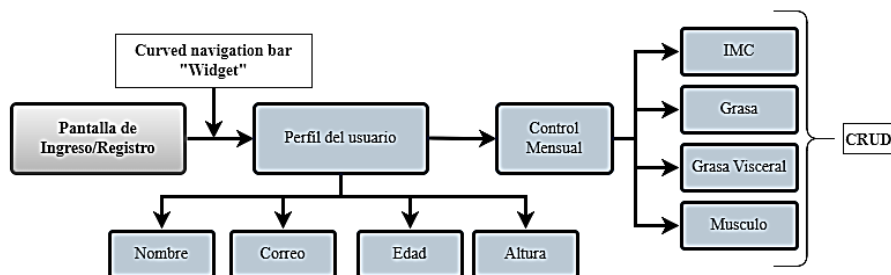 Curved navigation bar
"Widget"
Pantalla de
Ingreso/Registro
Perfil del usuario
Control
Mensual
IMC
Grasa
Grasa Visceral
Musculo
CRUD
Nombre
Correo
Edad
Altura